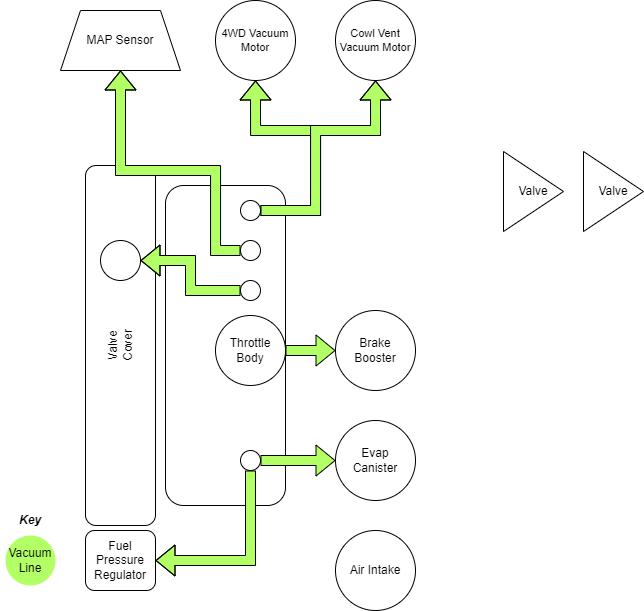 MAP Sensor
4WD Vacuum
Motor
Cowl Vent
Vacuum Motor
Valve
Valve
Valve
Cover
Throttle
Body
Brake
Booster
Evap
Canister
Key
Vacuum
Line
Fuel
Pressure
Regulator
Air Intake